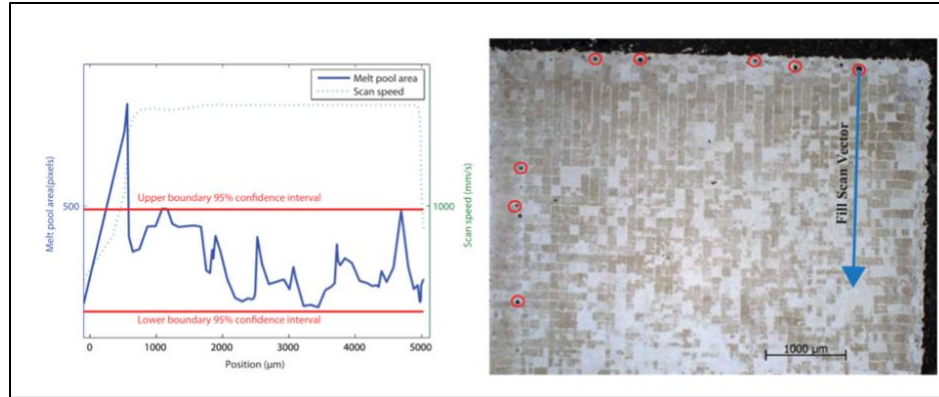 Melt pool area
Scan speed
Upper boundary 95% confidence interval
Lower boundary 95% confidence interval
Melt pool area(pixels)
500
1000
Scan speed (mm/s)
0
1000
2000
3000
4000
5000
Position (μm)
Fill Scan Vector
1000 μm